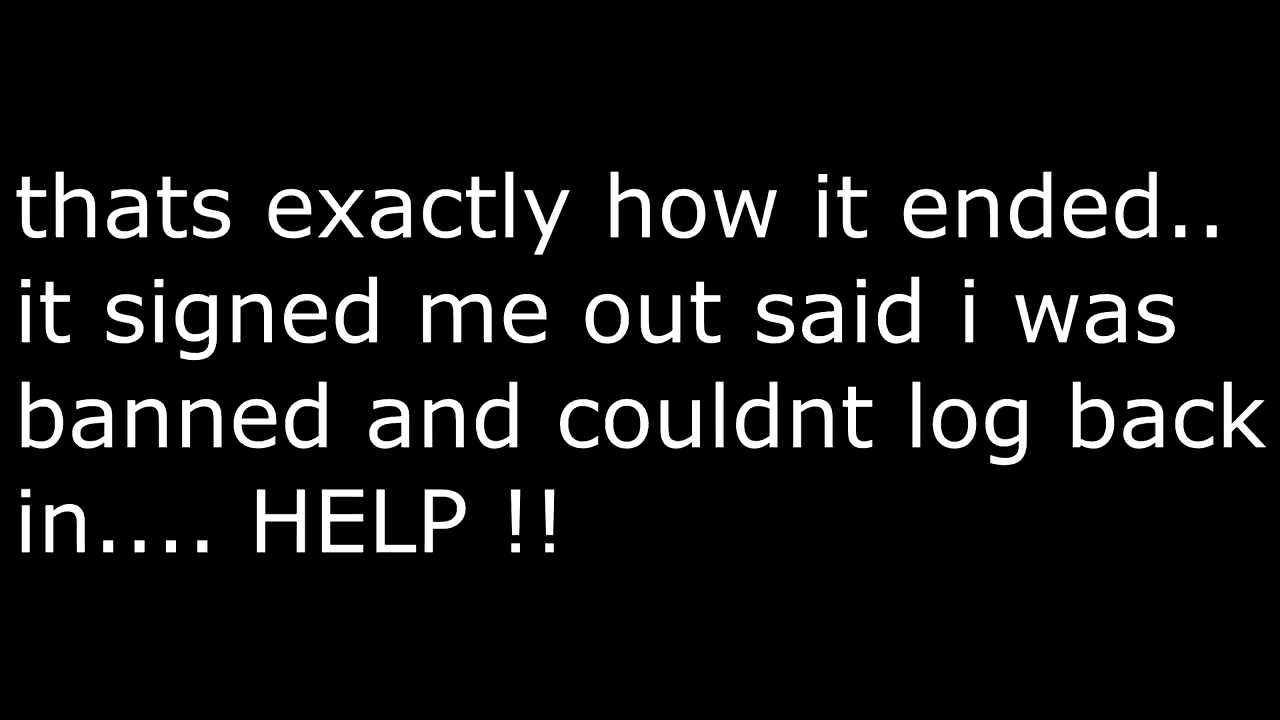 thats exactly how it ended..
it signed me out said i was
banned and couldnt log back
in.... HELP !!